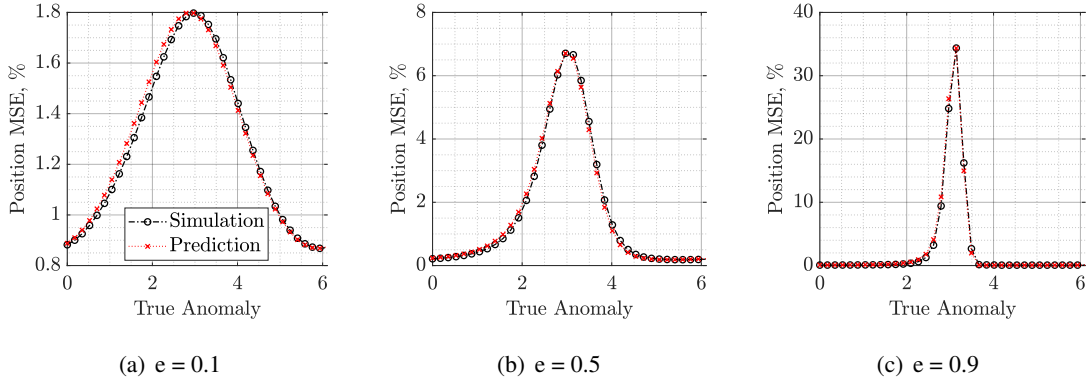 1.8
1.6
1.4
1.2
1
0.8
Position MSE, %
0 2 4 6
True Anomaly
Simulation
Prediction
(a) e = 0.1
8
6
4
2
0
Position MSE, %
0 2 4 6
True Anomaly
(b) e = 0.5
40
30
20
10
0
Position MSE, %
0 2 4 6
True Anomaly
(c) e = 0.9